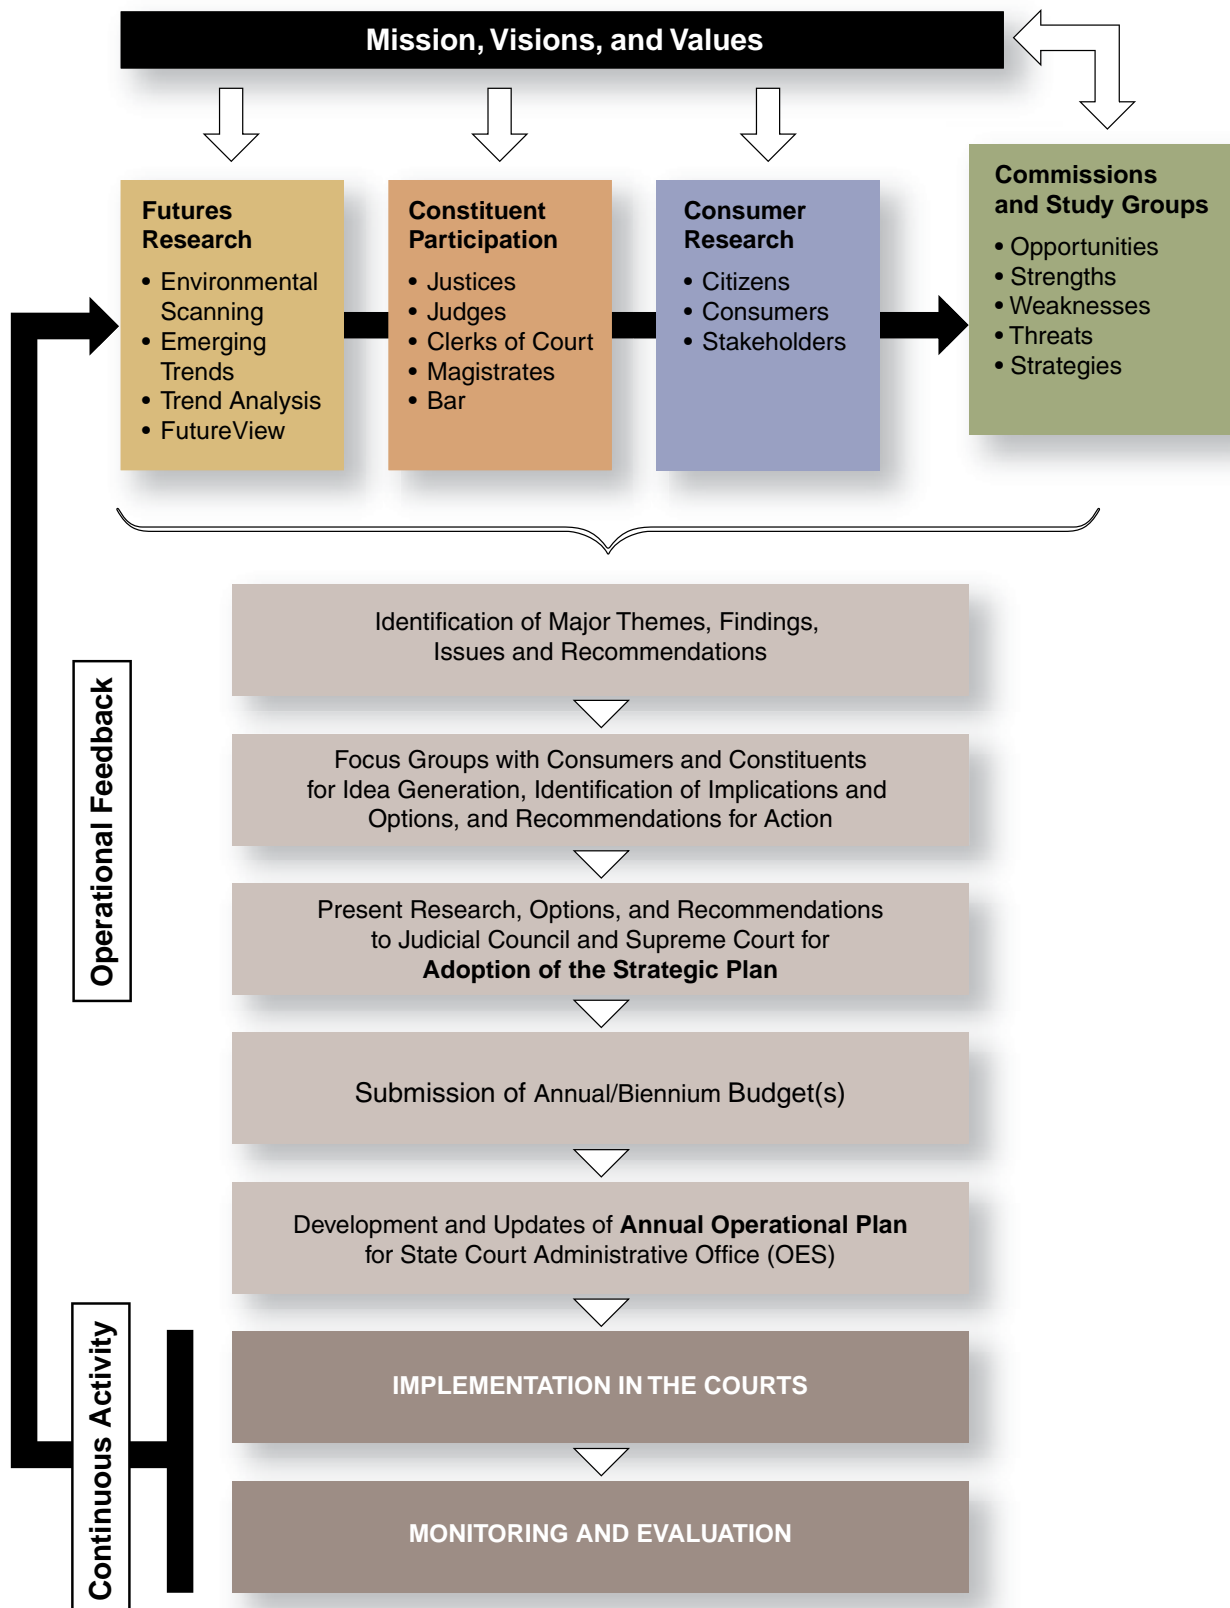 Mission, Visions, and Values
Futures
Research
• Environmental
Scanning
• Emerging
Trends
• Trend Analysis
• FutureView
Constituent
Participation
• Justices
• Judges
• Clerks of Court
• Magistrates
• Bar
Consumer
Research
• Citizens
• Consumers
• Stakeholders
Commissions
and Study Groups
• Opportunities
• Strengths
• Weaknesses
• Threats
• Strategies
Identification of Major Themes, Findings,
Issues and Recommendations
Focus Groups with Consumers and Constituents
for Idea Generation, Identification of Implications and
Options, and Recommendations for Action
Present Research, Options, and Recommendations
to Judicial Council and Supreme Court for
Adoption of the Strategic Plan
Submission of Annual/Biennium Budget(s)
Development and Updates of Annual Operational Plan
for State Court Administrative Office (OES)
IMPLEMENTATION IN THE COURTS
MONITORING AND EVALUATION
Operational Feedback
Continuous Activity